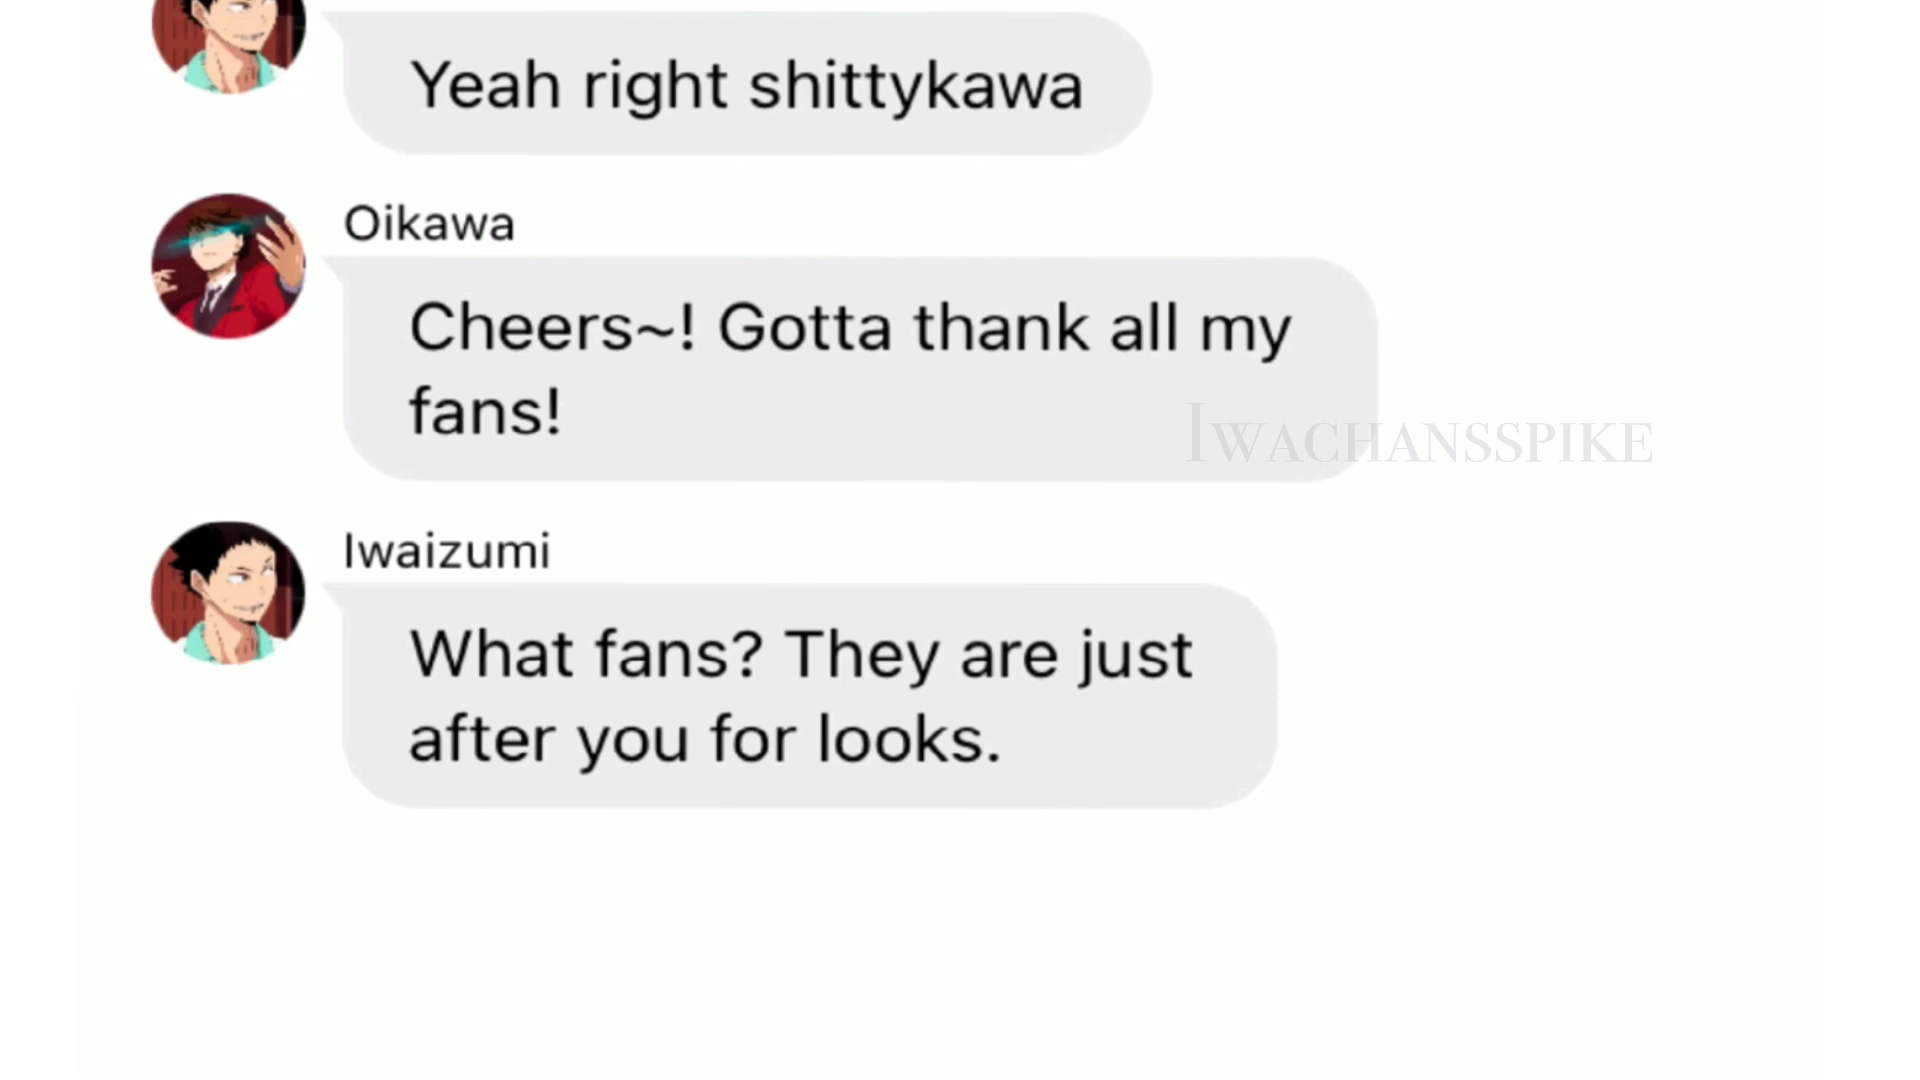 Yeah right shittykawa
Oikawa
Cheers~! Gotta thank all my
fans!
IWACHANSSPIKE
Iwaizumi
What fans? They are just
after you for looks.